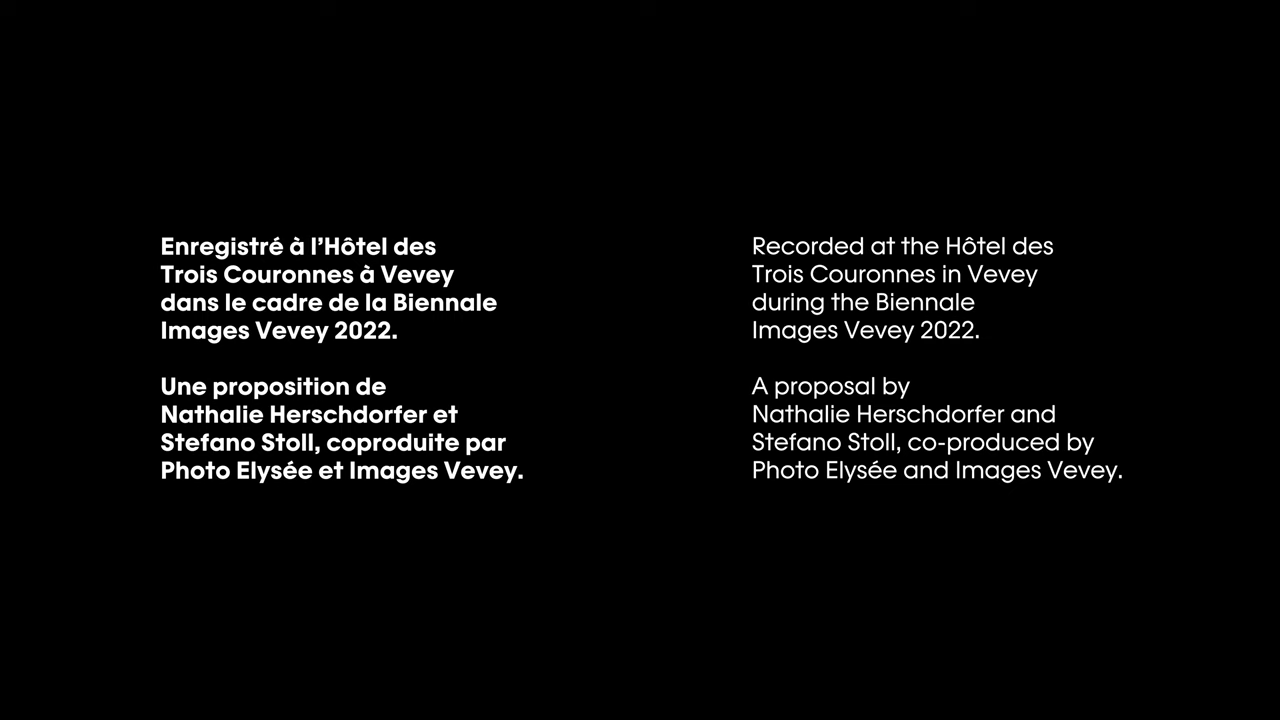 Enregistré à l’Hôtel des
Trois Couronnes à Vevey
dans le cadre de la Biennale
Images Vevey 2022.
Une proposition de
Nathalie Herschdorfer et
Stefano Stoll, coproduite par
Photo Elysée et Images Vevey.
Recorded at the Hôtel des
Trois Couronnes in Vevey
during the Biennale
Images Vevey 2022.
A proposal by
Nathalie Herschdorfer and
Stefano Stoll, co-produced by
Photo Elysée and Images Vevey.